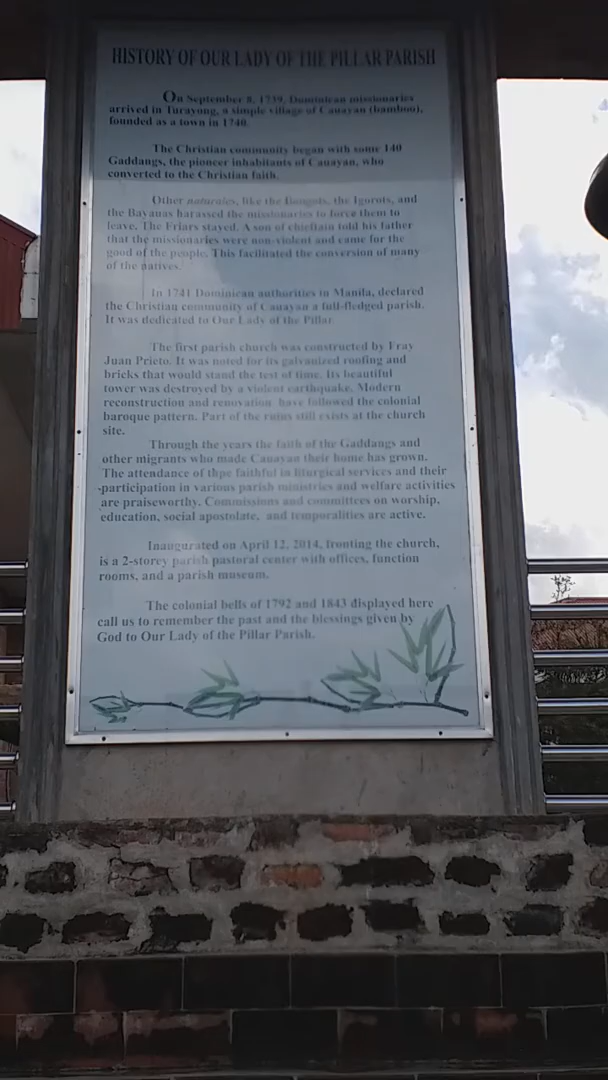 HISTORY OF OUR LADY OF THE PILLAR PARISH
On September 8, 1739, Dominican missionaries
arrived in Turayong, a simple village of Cauayan (bamboo),
founded as a town in 1740.
The Christian community began with some 140
Gaddangs, the pioneer inhabitants of Cauayan, who
converted to the Christian faith.
Other naturales, like the Ilongots, the Igorots, and
the Bayanas harassed the missionaries to force them to
leave. The Friars stayed. A son of chieftain told his father
that the missionaries were non-violent and came for the
good of the people. This facilitated the conversion of many
of the natives.
In 1741 Dominican authorities in Manila, declared
the Christian community of Cauayan a full-fledged parish.
It was dedicated to Our Lady of the Pillar
The first parish church was constructed by Fray
Juan Prieto. It was noted for its galvanized roofing and
bricks that would stand the test of time. Its beautiful
tower was destroyed by a violent earthquake. Modern
reconstruction and renovation have followed the colonial
baroque pattern. Part of the ruins still exists at the church
site.
Through the years the faith of the Gaddangs and
other migrants who made Cauayan their home has grown.
The attendance of thpe faithful in liturgical services and their
participation in various parish ministries and welfare activities
are praiseworthy. Commissions and committees on worship,
education, social apostolate, and temporalities are active.
Inaugurated on April 12, 2014, fronting the church,
is a 2-storey parish pastoral center with offices, function
rooms, and a parish museum.
The colonial bells of 1792 and 1843 displayed here
call us to remember the past and the blessings given by
God to Our Lady of the Pillar Parish.